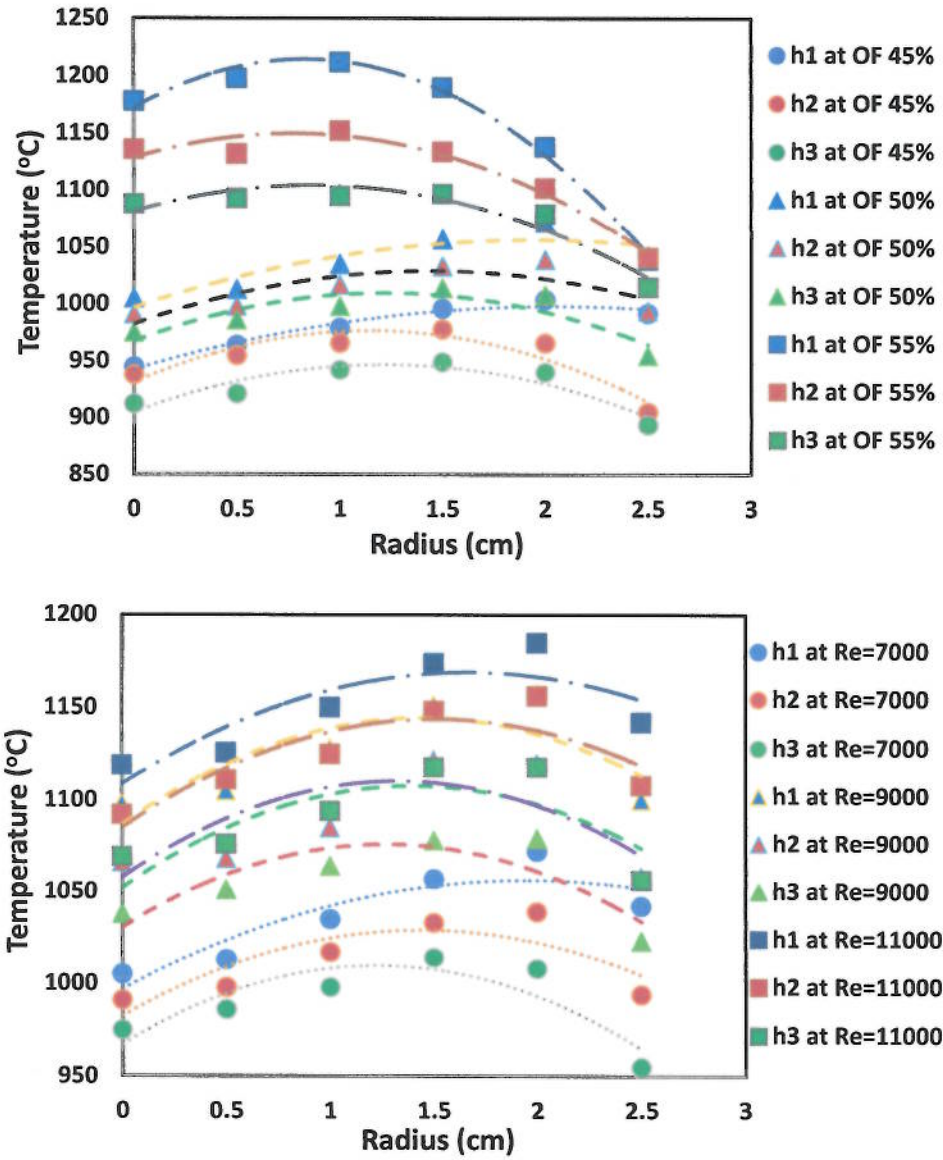 1250
1200
1150
1100
1050
1000
950
900
850
Temperature (oC)
0 0.5 1 1.5 2 2.5 3
Radius (cm)
h1 at OF 45%
h2 at OF 45%
h3 at OF 45%
h1 at OF 50%
h2 at OF 50%
h3 at OF 50%
h1 at OF 55%
h2 at OF 55%
h3 at OF 55%
1200
1150
1100
1050
1000
950
Temperature (oC)
0 0.5 1 1.5 2 2.5 3
Radius (cm)
h1 at Re=7000
h2 at Re=7000
h3 at Re=7000
h1 at Re=9000
h2 at Re=9000
h3 at Re=9000
h1 at Re=11000
h2 at Re=11000
h3 at Re=11000